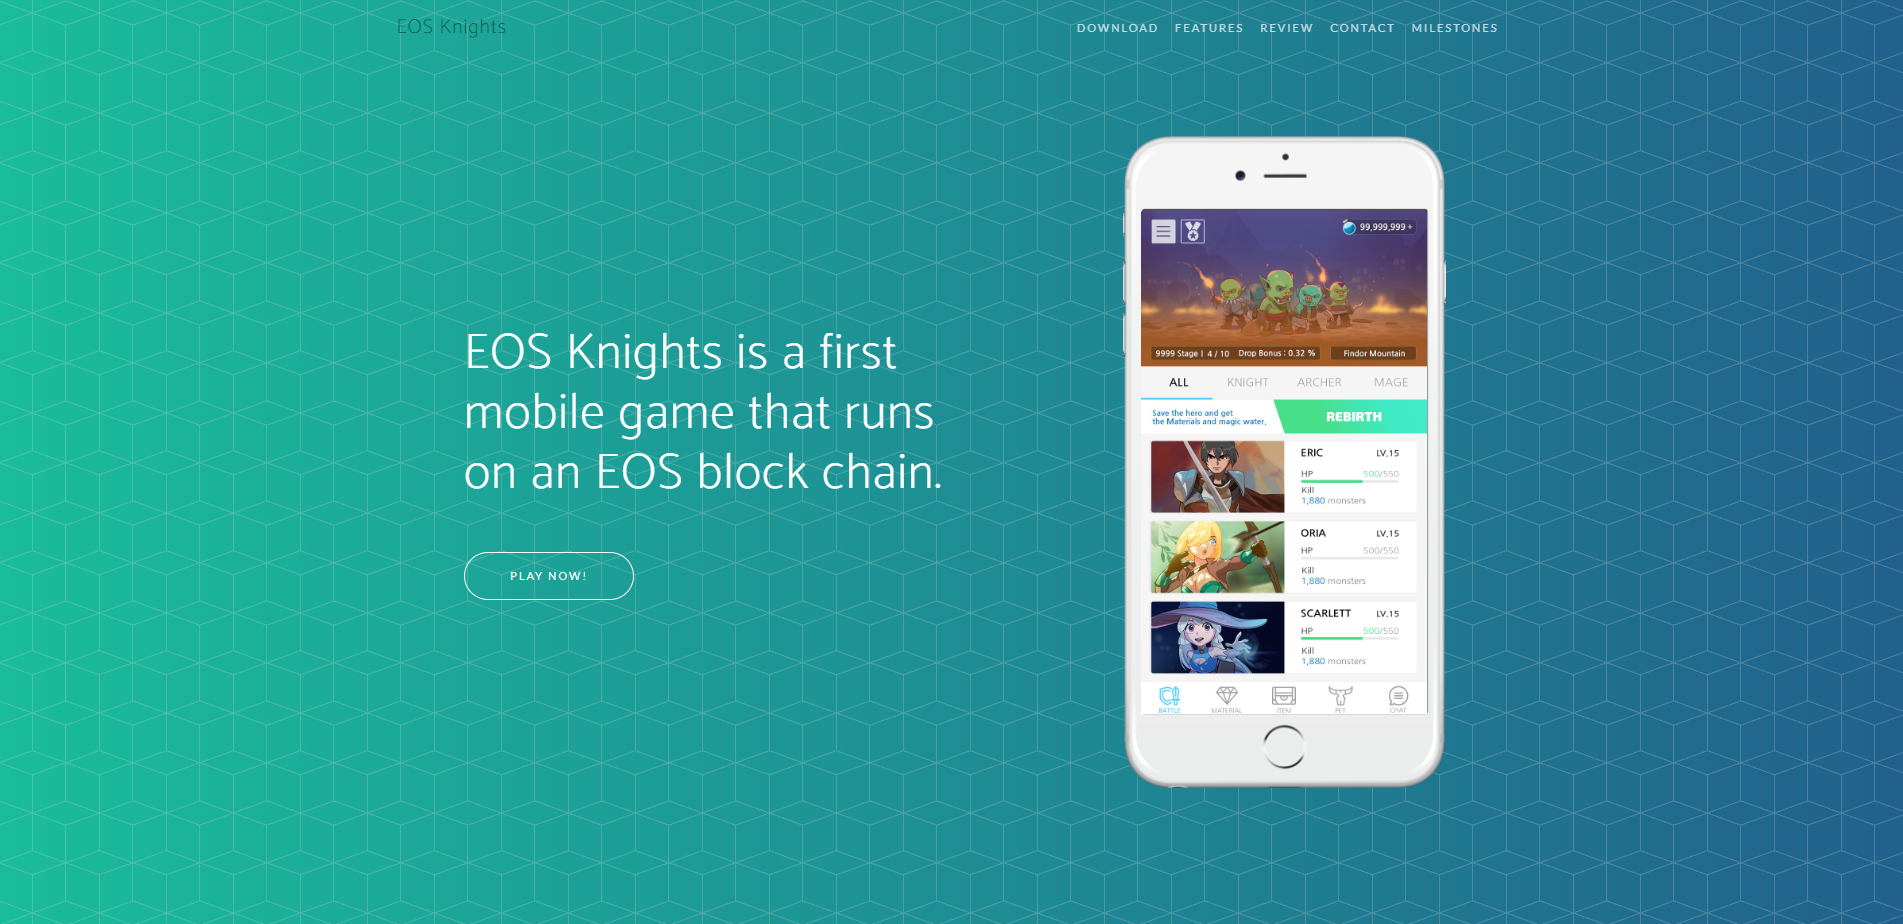 EOS Knights
DOWNLOAD FEATURES REVIEW CONTACT MILESTONES
EOS Knights is a first
mobile game that runs
on an EOS block chain.
PLAY NOW!
99,999,999 +
9999 Stage | 4 / 10 Drop Bonus : 0.32 % Findor Mountain
ALL KNIGHT ARCHER MAGE
Save the hero and get
the Materials and magic water.
REBIRTH
ERIC LV.15
HP 500/550
Kill
1,880 monsters
ORIA LV.15
HP 500/550
Kill
1,880 monsters
SCARLETT LV.15
HP 500/550
Kill
1,880 monsters
BATTLE MATERIAL ITEM PET CHAT